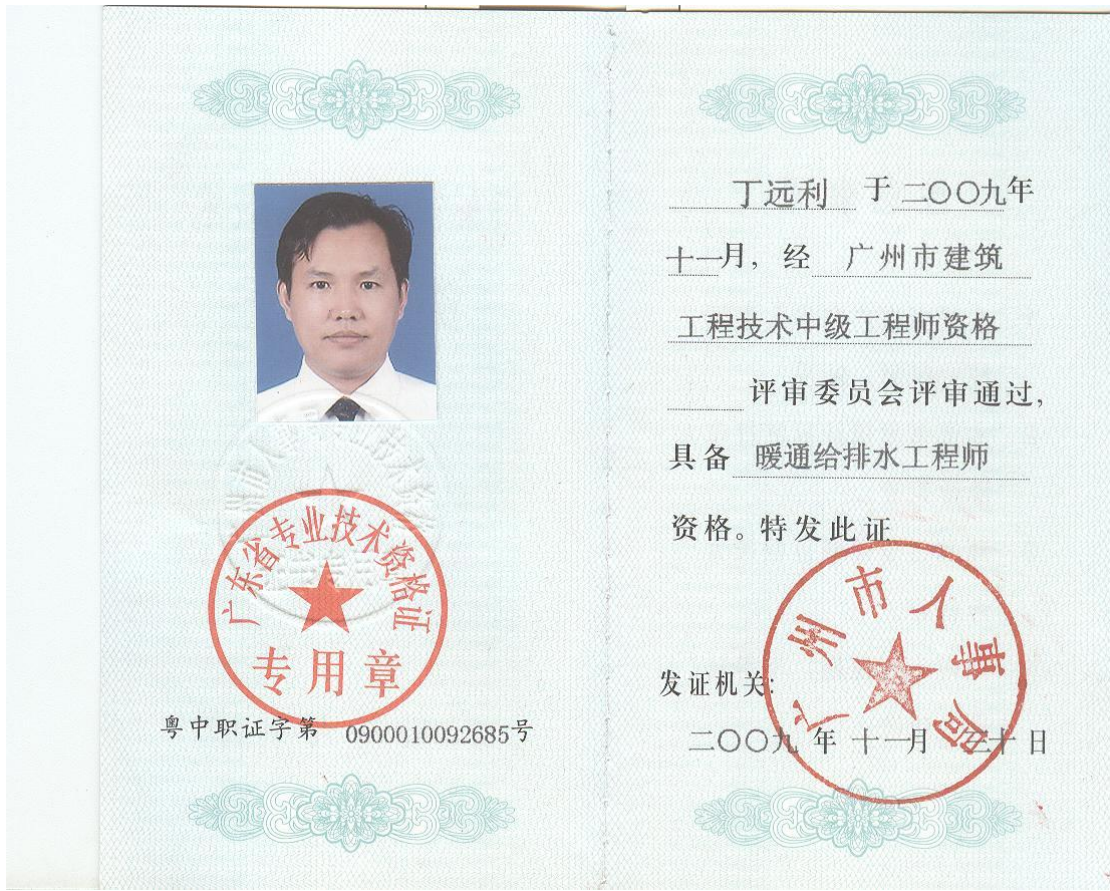 广东省专业技术资格证
专用章
粤中职证字第 0900010092685号
丁远利 于 二〇〇九年
十一月，经 广州市建筑
工程技术中级工程师资格
评审委员会评审通过，
具备 暖通给排水工程师
资格。特发此证
广州市人事局
发证机关:
二〇〇九 年 十一月 三十 日